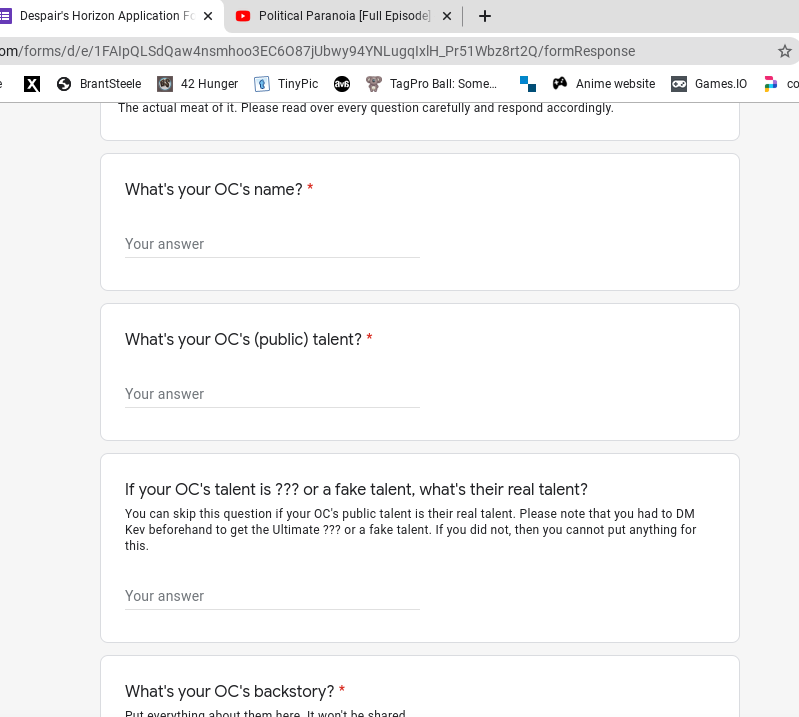 Despair's Horizon Application Fo
Political Paranoia [Full Episode]
om/forms/d/e/1FAIpQLSdQaw4nsmhoo3EC6O87jUbwy94YNLugqIxlH_Pr51Wbz8rt2Q/formResponse
e X BrantSteele 42 Hunger TinyPic av6 TagPro Ball: Some... Anime website Games.IO co
The actual meat of it. Please read over every question carefully and respond accordingly.
What's your OC's name? *
Your answer
What's your OC's (public) talent? *
Your answer
If your OC's talent is ??? or a fake talent, what's their real talent?
You can skip this question if your OC's public talent is their real talent. Please note that you had to DM
Kev beforehand to get the Ultimate ??? or a fake talent. If you did not, then you cannot put anything for
this.
Your answer
What's your OC's backstory? *
Put everything about them here. It won't be shared